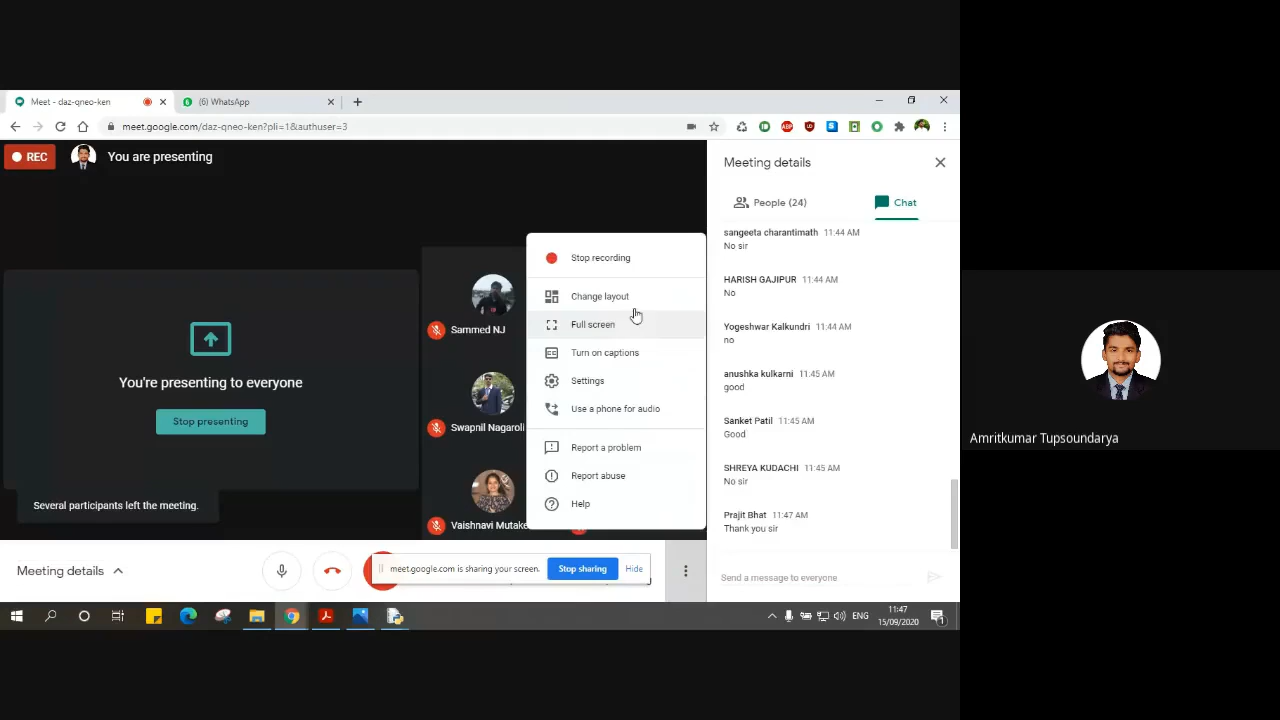 Meet - daz-qneo-ken
(6) WhatsApp
meet.google.com/daz-qneo-ken?pli=1&authuser=3
REC
You are presenting
You're presenting to everyone
Stop presenting
Several participants left the meeting.
Sammed NJ
Swapnil Nagaroli
Vaishnavi Mutake
Stop recording
Change layout
Full screen
Turn on captions
Settings
Use a phone for audio
Report a problem
Report abuse
Help
Meeting details
People (24)
Chat
sangeeta charantimath 11:44 AM
No sir
HARISH GAJIPUR 11:44 AM
No
Yogeshwar Kalkundri 11:44 AM
no
anushka kulkarni 11:45 AM
good
Sanket Patil 11:45 AM
Good
SHREYA KUDACHI 11:45 AM
No sir
Prajit Bhat 11:47 AM
Thank you sir
Send a message to everyone
Meeting details
meet.google.com is sharing your screen.
Stop sharing
Hide
ENG
11:47
15/09/2020
Amritkumar Tupsoundarya